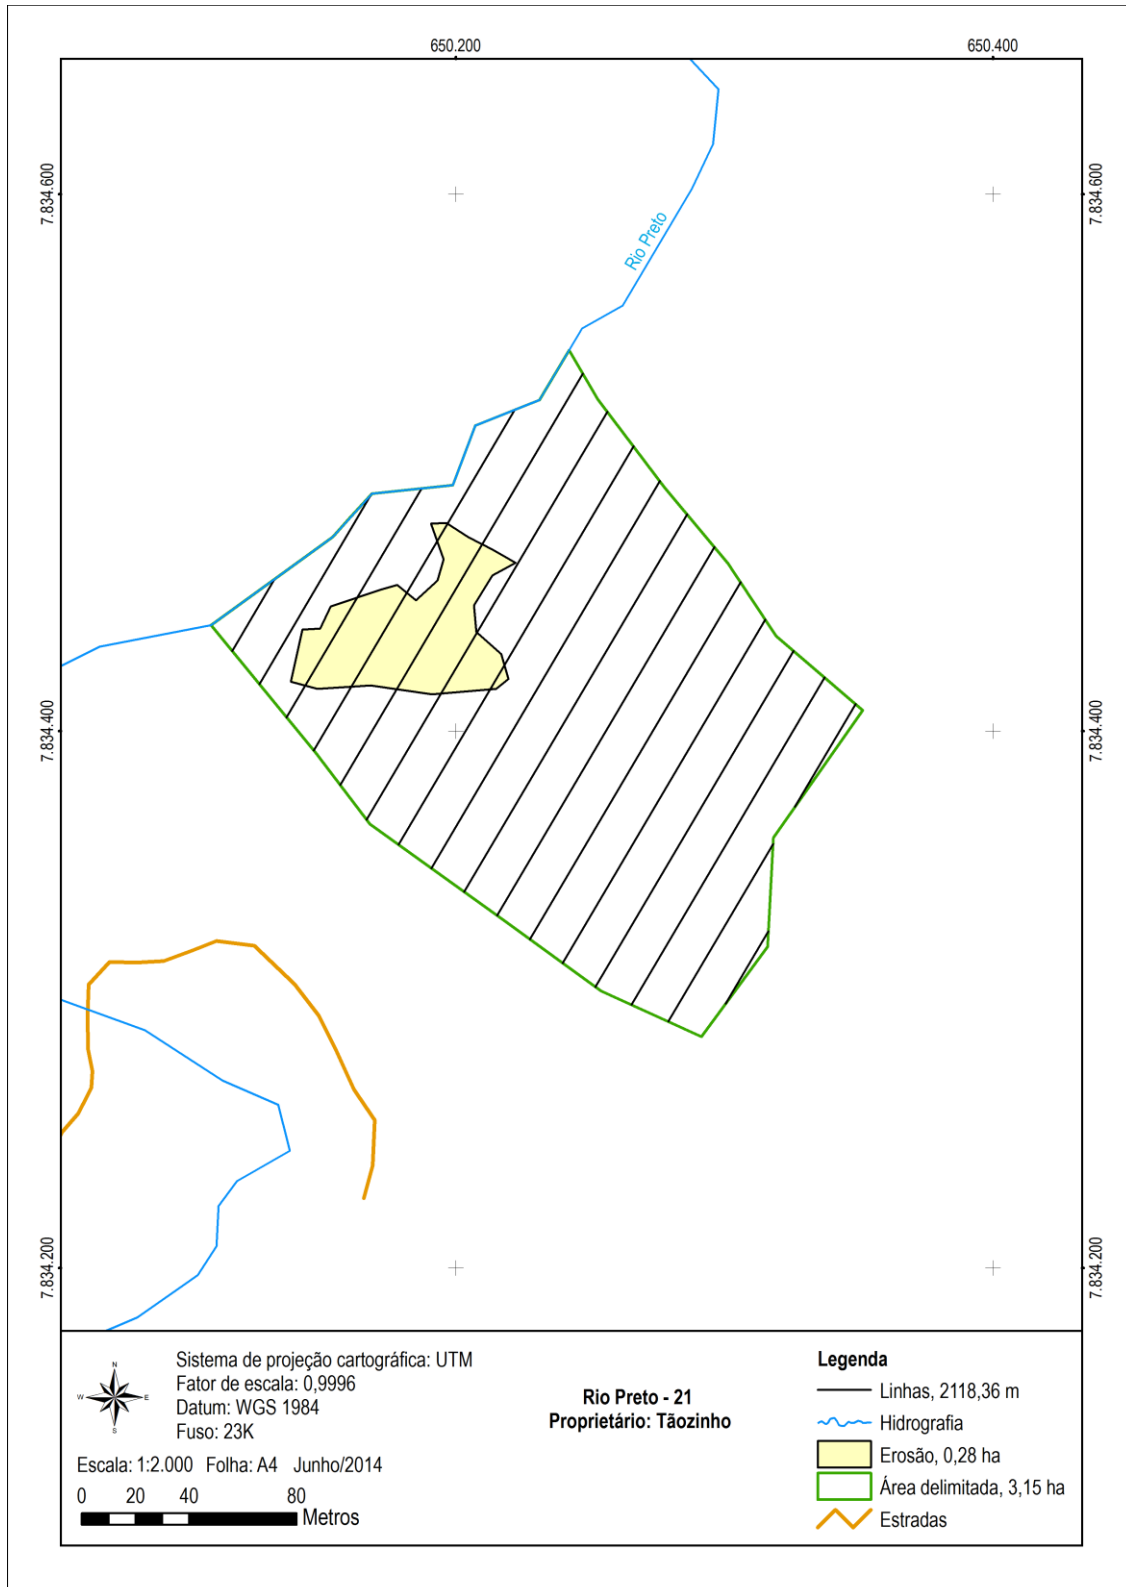 650.200
650.400
7.834.600
7.834.600
Rio Preto
7.834.400
7.834.400
7.834.200
7.834.200
N
W
E
S
Sistema de projeção cartográfica: UTM
Fator de escala: 0,9996
Datum: WGS 1984
Fuso: 23K
Escala: 1:2.000 Folha: A4 Junho/2014
0 20 40 80
Metros
Rio Preto - 21
Proprietário: Tãozinho
Legenda
Linhas, 2118,36 m
Hidrografia
Erosão, 0,28 ha
Área delimitada, 3,15 ha
Estradas